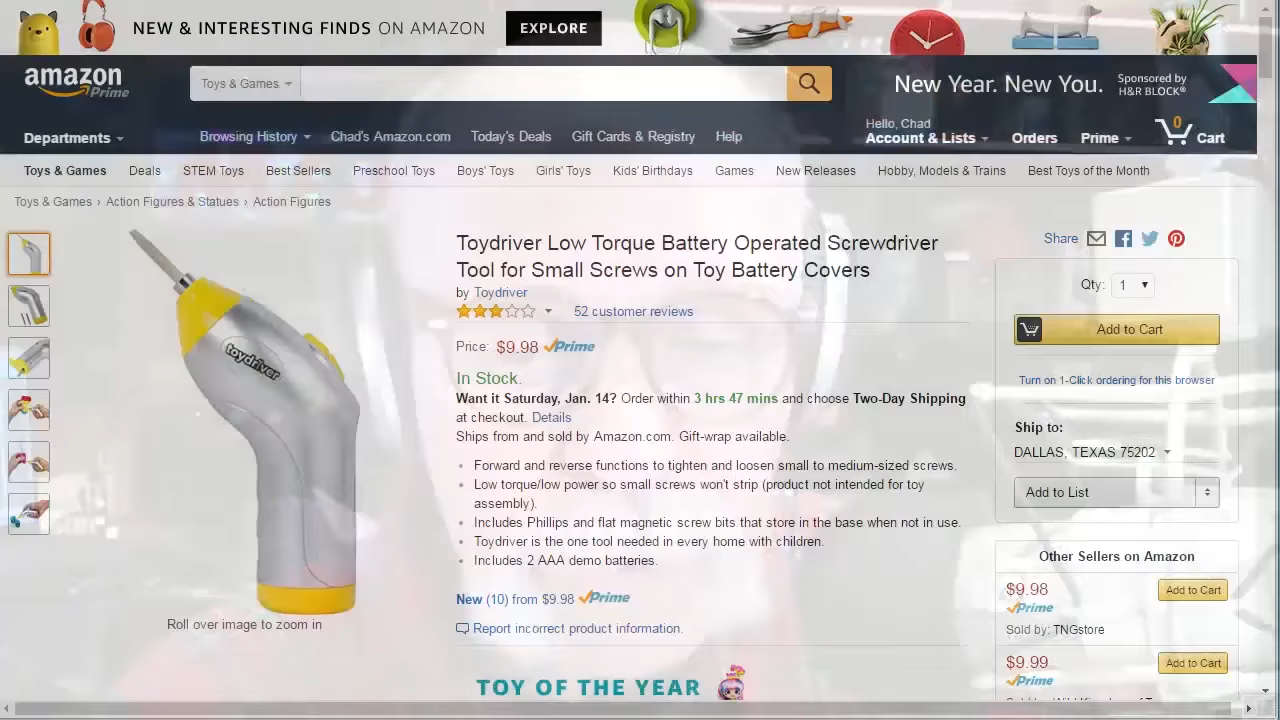 NEW & INTERESTING FINDS ON AMAZON EXPLORE
amazon Prime
Toys & Games
New Year. New You. Sponsored by H&R BLOCK®
Departments
Browsing History
Chad's Amazon.com
Today's Deals
Gift Cards & Registry
Help
Hello, Chad
Account & Lists
Orders
Prime
0
Cart
Toys & Games Deals STEM Toys Best Sellers Preschool Toys Boys' Toys Girls' Toys Kids' Birthdays Games New Releases Hobby, Models & Trains Best Toys of the Month
Toys & Games › Action Figures & Statues › Action Figures
toydriver
Roll over image to zoom in
Toydriver Low Torque Battery Operated Screwdriver
Tool for Small Screws on Toy Battery Covers
by Toydriver
52 customer reviews
Price: $9.98 Prime
In Stock.
Want it Saturday, Jan. 14? Order within 3 hrs 47 mins and choose Two-Day Shipping
at checkout. Details
Ships from and sold by Amazon.com. Gift-wrap available.
• Forward and reverse functions to tighten and loosen small to medium-sized screws.
• Low torque/low power so small screws won't strip (product not intended for toy
assembly).
• Includes Phillips and flat magnetic screw bits that store in the base when not in use.
• Toydriver is the one tool needed in every home with children.
• Includes 2 AAA demo batteries.
New (10) from $9.98 Prime
Report incorrect product information.
TOY OF THE YEAR
Share
Qty: 1
Add to Cart
Turn on 1-Click ordering for this browser
Ship to:
DALLAS, TEXAS 75202
Add to List
Other Sellers on Amazon
$9.98 Add to Cart
Prime
Sold by: TNGstore
$9.99 Add to Cart
Prime